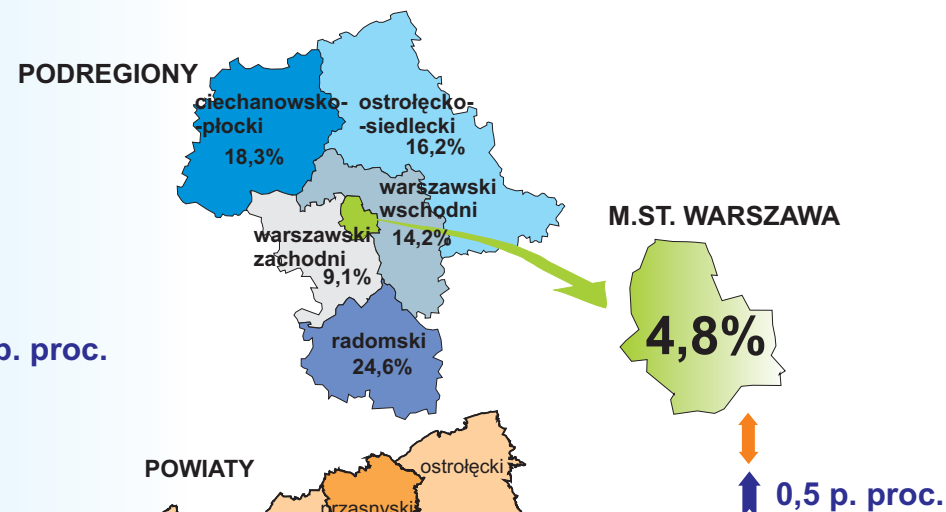 PODREGIONY
ciechanowsko-
-płocki
18,3%
ostrołęcko-
-siedlecki
16,2%
warszawski
wschodni
14,2%
warszawski
zachodni
9,1%
radomski
24,6%
M.ST. WARSZAWA
4,8%
p. proc.
POWIATY
ostrołęcki
przasnyski
0,5 p. proc.